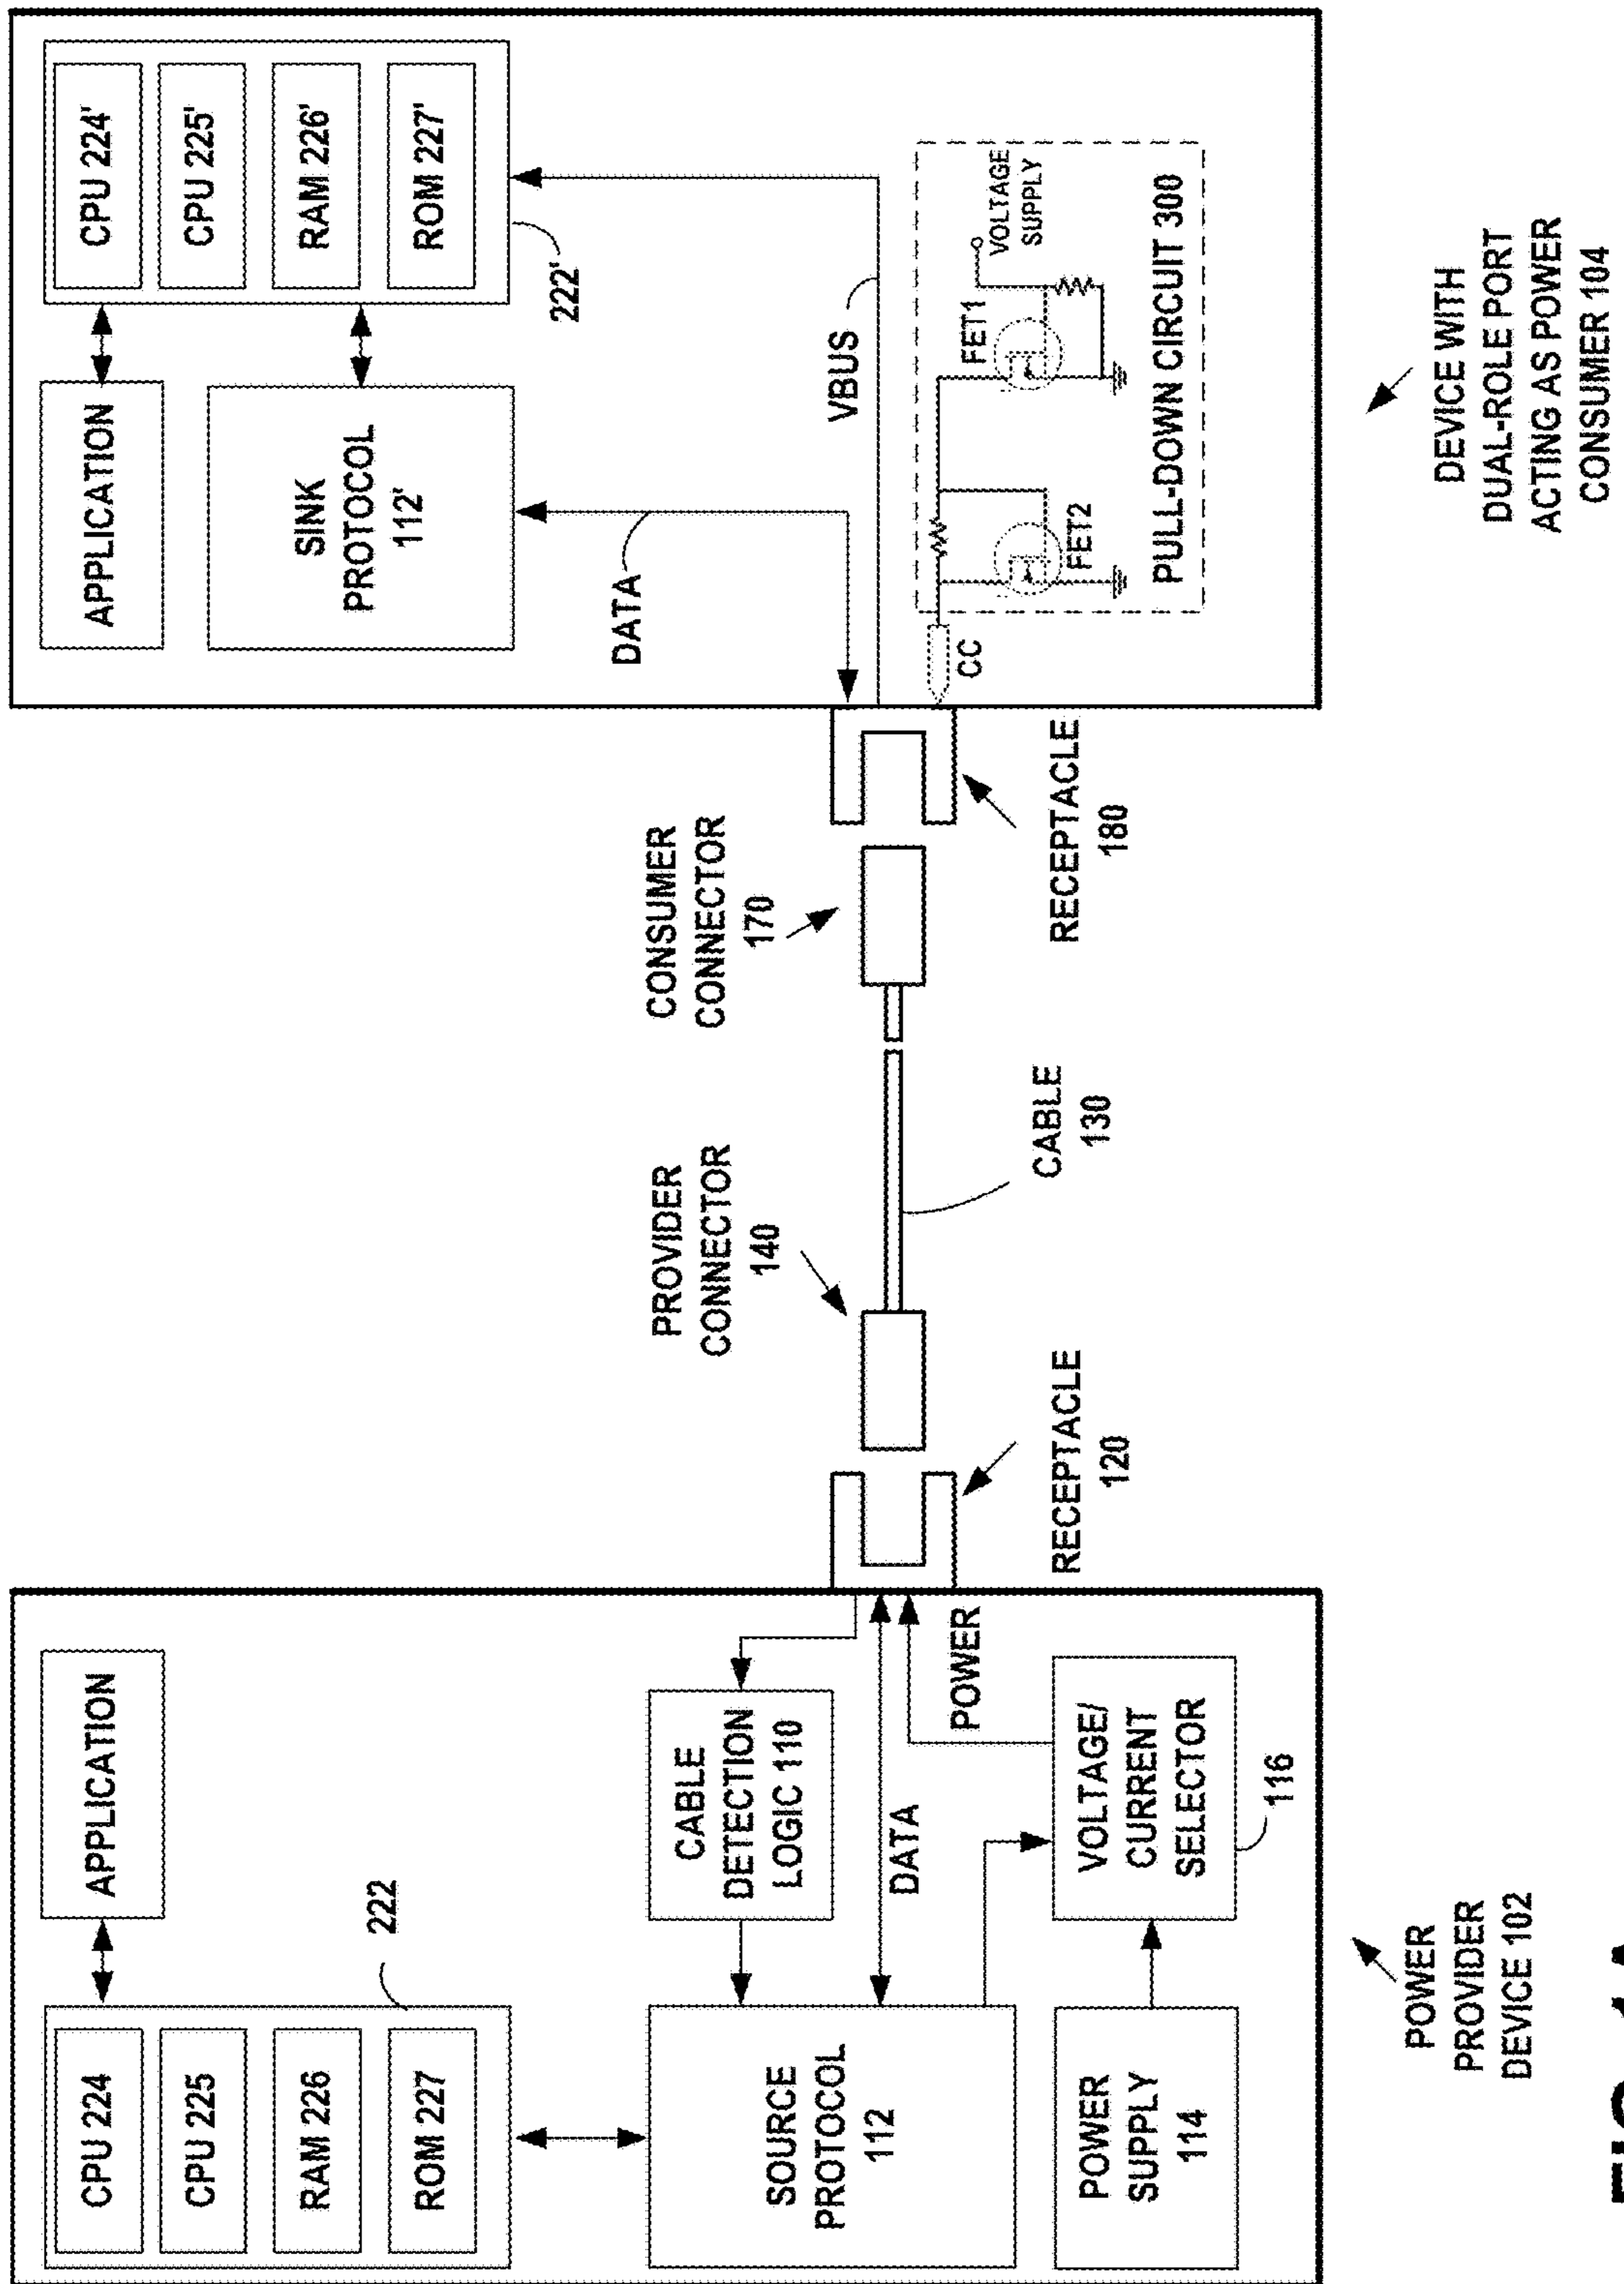 CPU 224
CPU 225
RAM 226
ROM 227
222
APPLICATION
SOURCE
PROTOCOL
112
CABLE
DETECTION
LOGIC 110
DATA
POWER
POWER
SUPPLY
114
VOLTAGE/
CURRENT
SELECTOR
116
POWER
PROVIDER
DEVICE 102
RECEPTACLE
120
PROVIDER
CONNECTOR
140
CABLE
130
CONSUMER
CONNECTOR
170
RECEPTACLE
180
APPLICATION
CPU 224'
CPU 225'
RAM 226'
ROM 227'
222'
SINK
PROTOCOL
112'
DATA
VBUS
CC
FET2
FET1
VOLTAGE
SUPPLY
PULL-DOWN CIRCUIT 300
DEVICE WITH
DUAL-ROLE PORT
ACTING AS POWER
CONSUMER 104